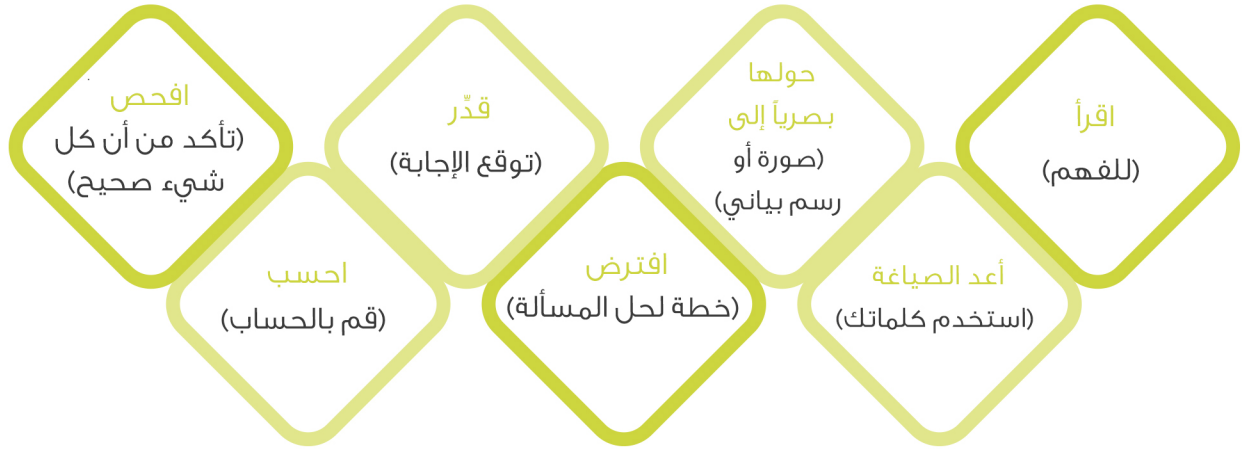 اقرأ
(للفهم)
أعد الصياغة
(استخدم كلماتك)
حولها
بصرياً إلى
(صورة أو
رسم بياني)
افترض
(خطة لحل المسألة)
قدّر
(توقع الإجابة)
احسب
(قم بالحساب)
افحص
(تأكد من أن كل
شيء صحيح)